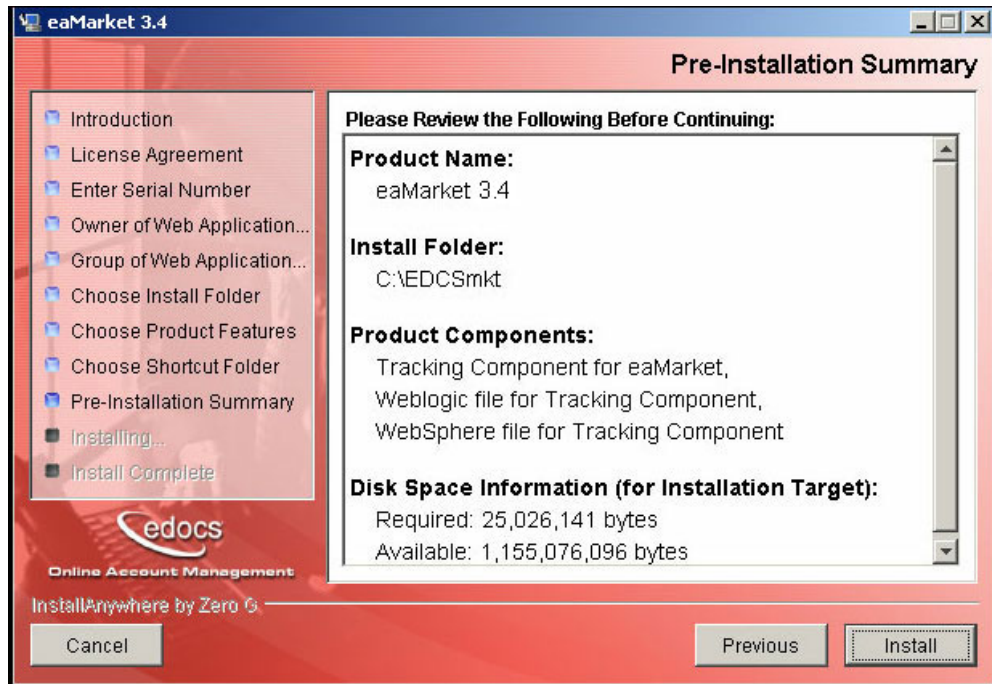 eaMarket 3.4
Pre-Installation Summary
Introduction
License Agreement
Enter Serial Number
Owner of Web Application...
Group of Web Application...
Choose Install Folder
Choose Product Features
Choose Shortcut Folder
Pre-Installation Summary
Installing...
Install Complete
edocs
Online Account Management
Please Review the Following Before Continuing:
Product Name:
eaMarket 3.4
Install Folder:
C:\EDCSmkt
Product Components:
Tracking Component for eaMarket,
Weblogic file for Tracking Component,
WebSphere file for Tracking Component
Disk Space Information (for Installation Target):
Required: 25,026,141 bytes
Available: 1,155,076,096 bytes
InstallAnywhere by Zero G
Cancel
Previous
Install